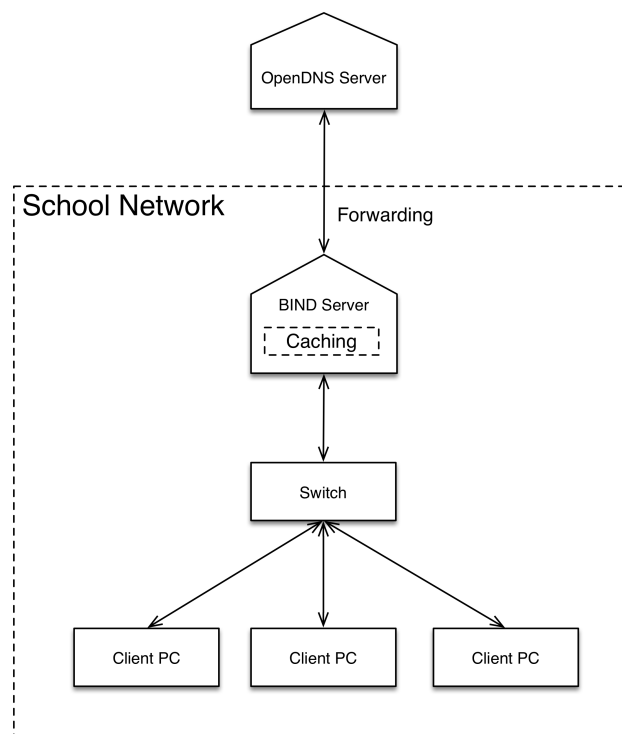 OpenDNS Server
School Network
Forwarding
BIND Server
Caching
Switch
Client PC
Client PC
Client PC